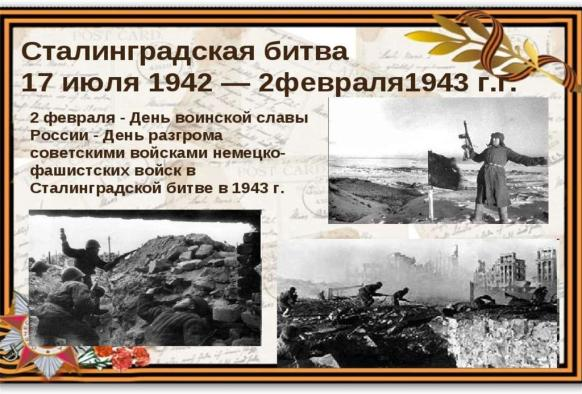 Сталинградская битва
17 июля 1942 — 2февраля1943 г.г.
2 февраля - День воинской славы
России - День разгрома
советскими войсками немецко-
фашистских войск в
Сталинградской битве в 1943 г.